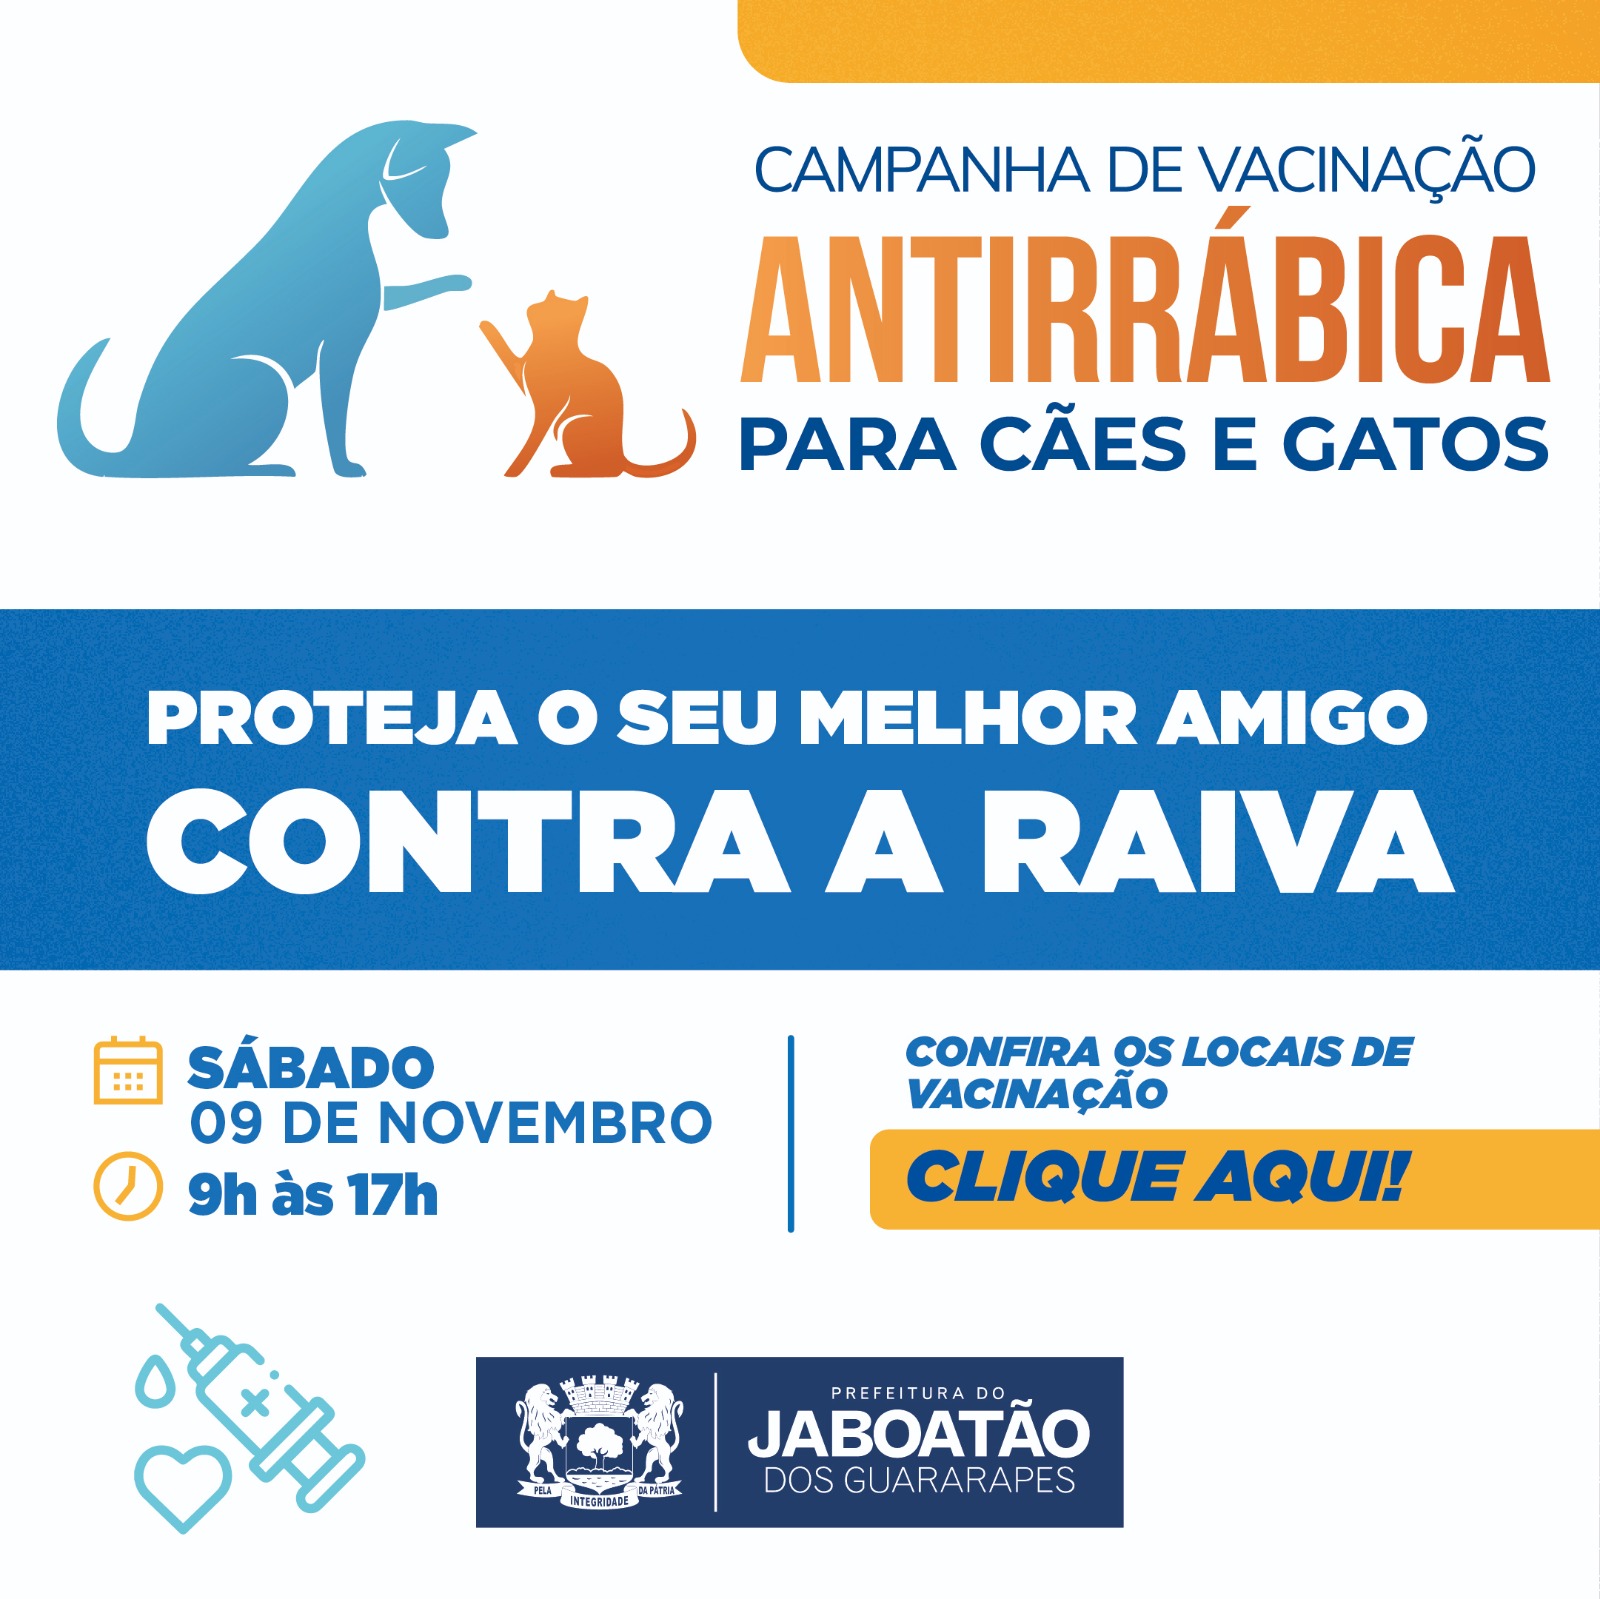 CAMPANHA DE VACINAÇÃO
ANTIRRÁBICA
PARA CÃES E GATOS
PROTEJA O SEU MELHOR AMIGO
CONTRA A RAIVA
SÁBADO
09 DE NOVEMBRO
9h às 17h
CONFIRA OS LOCAIS DE
VACINAÇÃO
CLIQUE AQUI!
PELA INTEGRIDADE DA PÁTRIA
PREFEITURA DO
JABOATÃO
DOS GUARARAPES